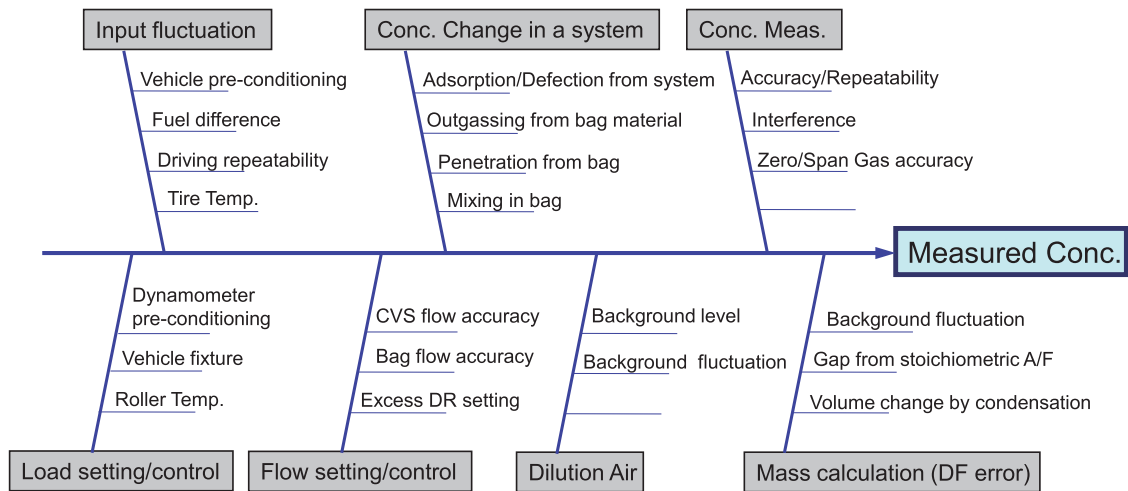 Input fluctuation
Vehicle pre-conditioning
Fuel difference
Driving repeatability
Tire Temp.
Conc. Change in a system
Adsorption/Defection from system
Outgassing from bag material
Penetration from bag
Mixing in bag
Conc. Meas.
Accuracy/Repeatability
Interference
Zero/Span Gas accuracy
Measured Conc.
Dynamometer
pre-conditioning
Vehicle fixture
Roller Temp.
Load setting/control
CVS flow accuracy
Bag flow accuracy
Excess DR setting
Flow setting/control
Background level
Background fluctuation
Dilution Air
Background fluctuation
Gap from stoichiometric A/F
Volume change by condensation
Mass calculation (DF error)